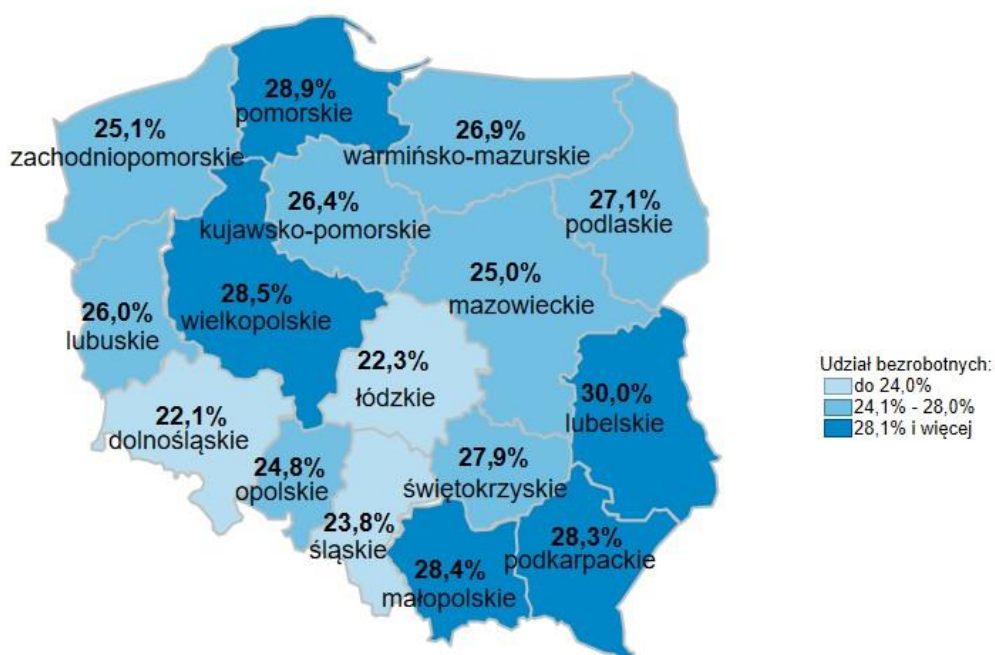 28,9%
pomorskie
25,1%
zachodniopomorskie
26,9%
warmińsko-mazurskie
26,4%
kujawsko-pomorskie
27,1%
podlaskie
25,0%
mazowieckie
28,5%
wielkopolskie
26,0%
lubuskie
22,3%
łódzkie
30,0%
lubelskie
22,1%
dolnośląskie
24,8%
opolskie
27,9%
świętokrzyskie
23,8%
śląskie
28,4%
małopolskie
28,3%
podkarpackie
Udział bezrobotnych:
do 24,0%
24,1% - 28,0%
28,1% i więcej